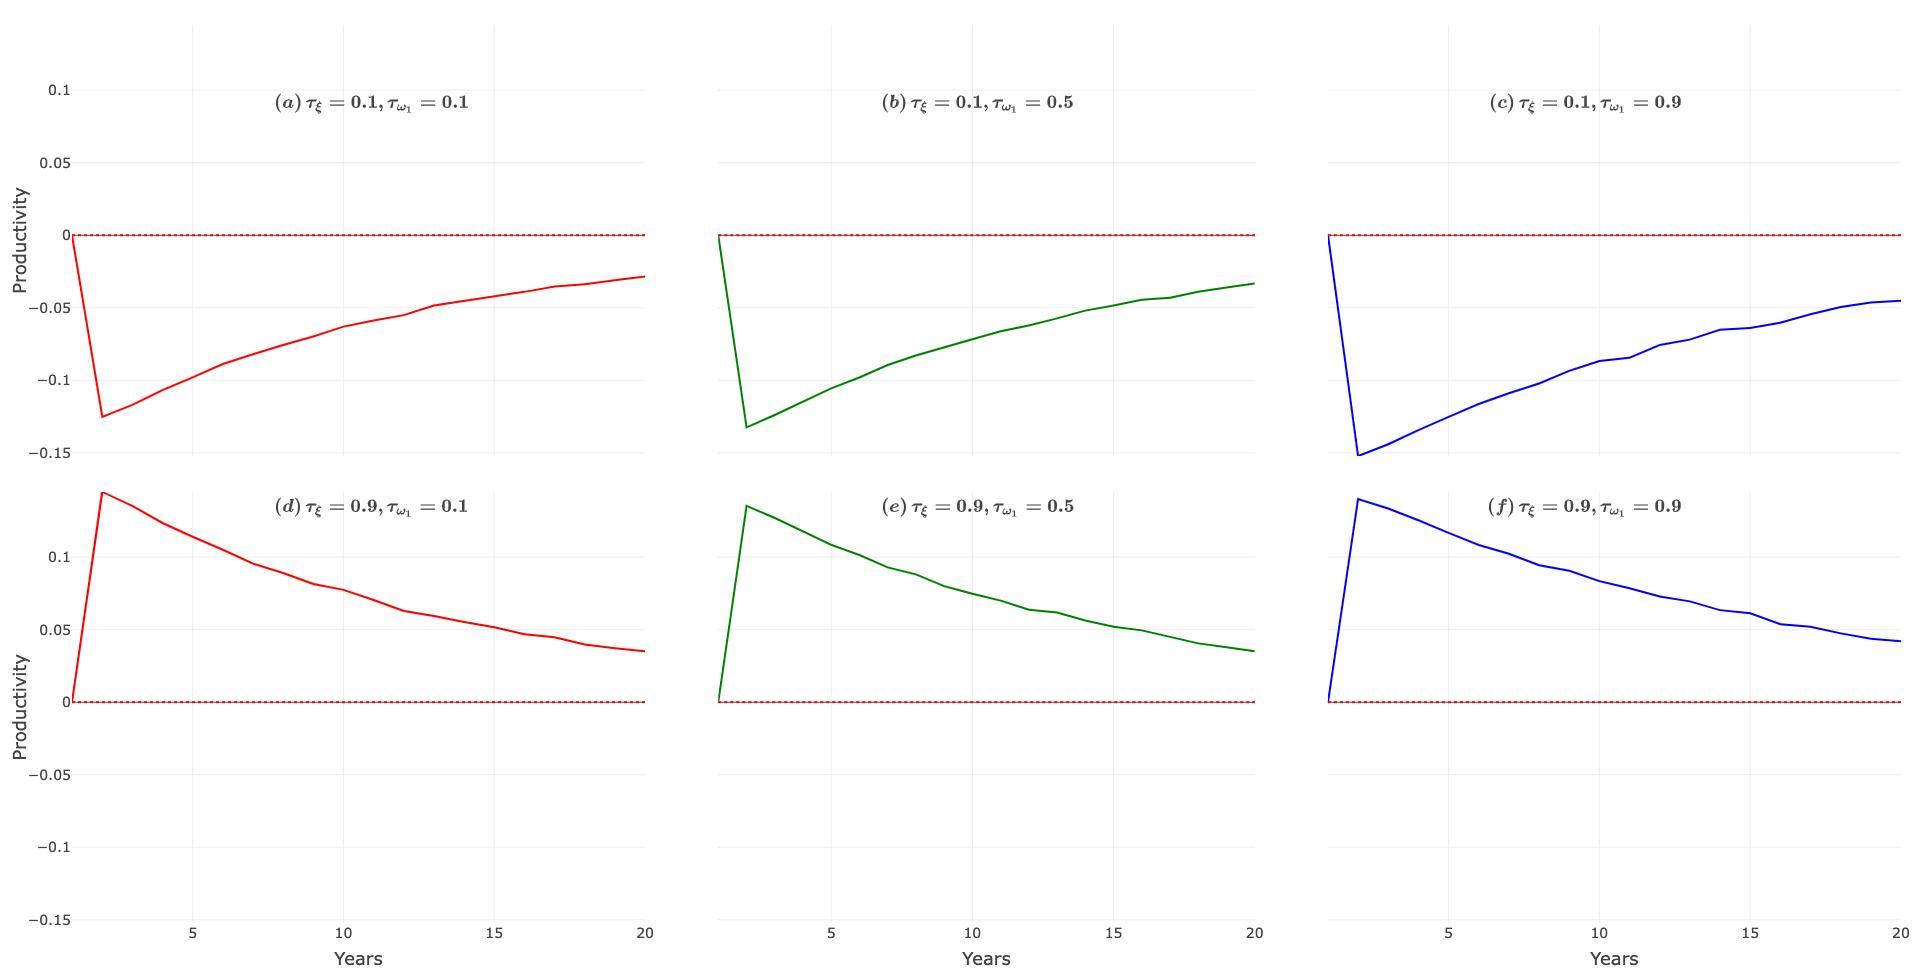 (a) τ_ξ = 0.1, τ_ω₁ = 0.1
(b) τ_ξ = 0.1, τ_ω₁ = 0.5
(c) τ_ξ = 0.1, τ_ω₁ = 0.9
0.1
0.05
0
−0.05
−0.1
−0.15
Productivity
(d) τ_ξ = 0.9, τ_ω₁ = 0.1
(e) τ_ξ = 0.9, τ_ω₁ = 0.5
(f) τ_ξ = 0.9, τ_ω₁ = 0.9
0.1
0.05
0
−0.05
−0.1
−0.15
Productivity
5 10 15 20
5 10 15 20
5 10 15 20
Years
Years
Years